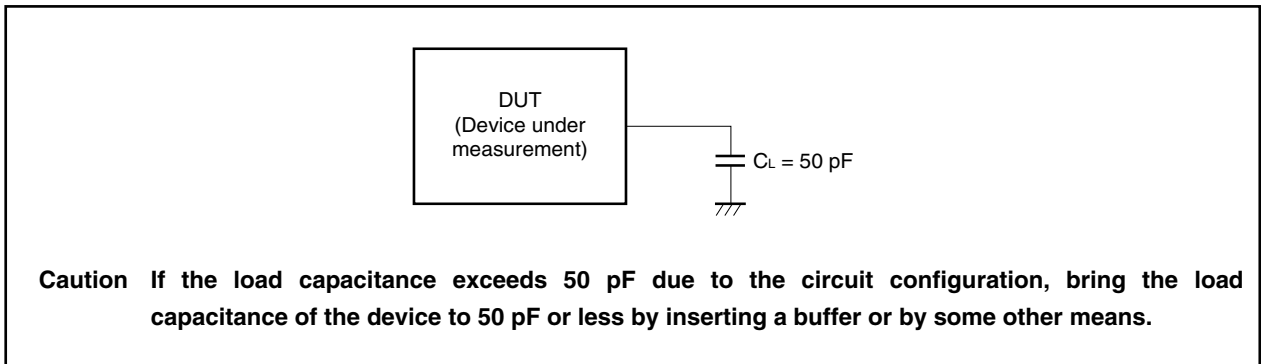 DUT
(Device under
measurement)
CL = 50 pF
Caution If the load capacitance exceeds 50 pF due to the circuit configuration, bring the load
capacitance of the device to 50 pF or less by inserting a buffer or by some other means.